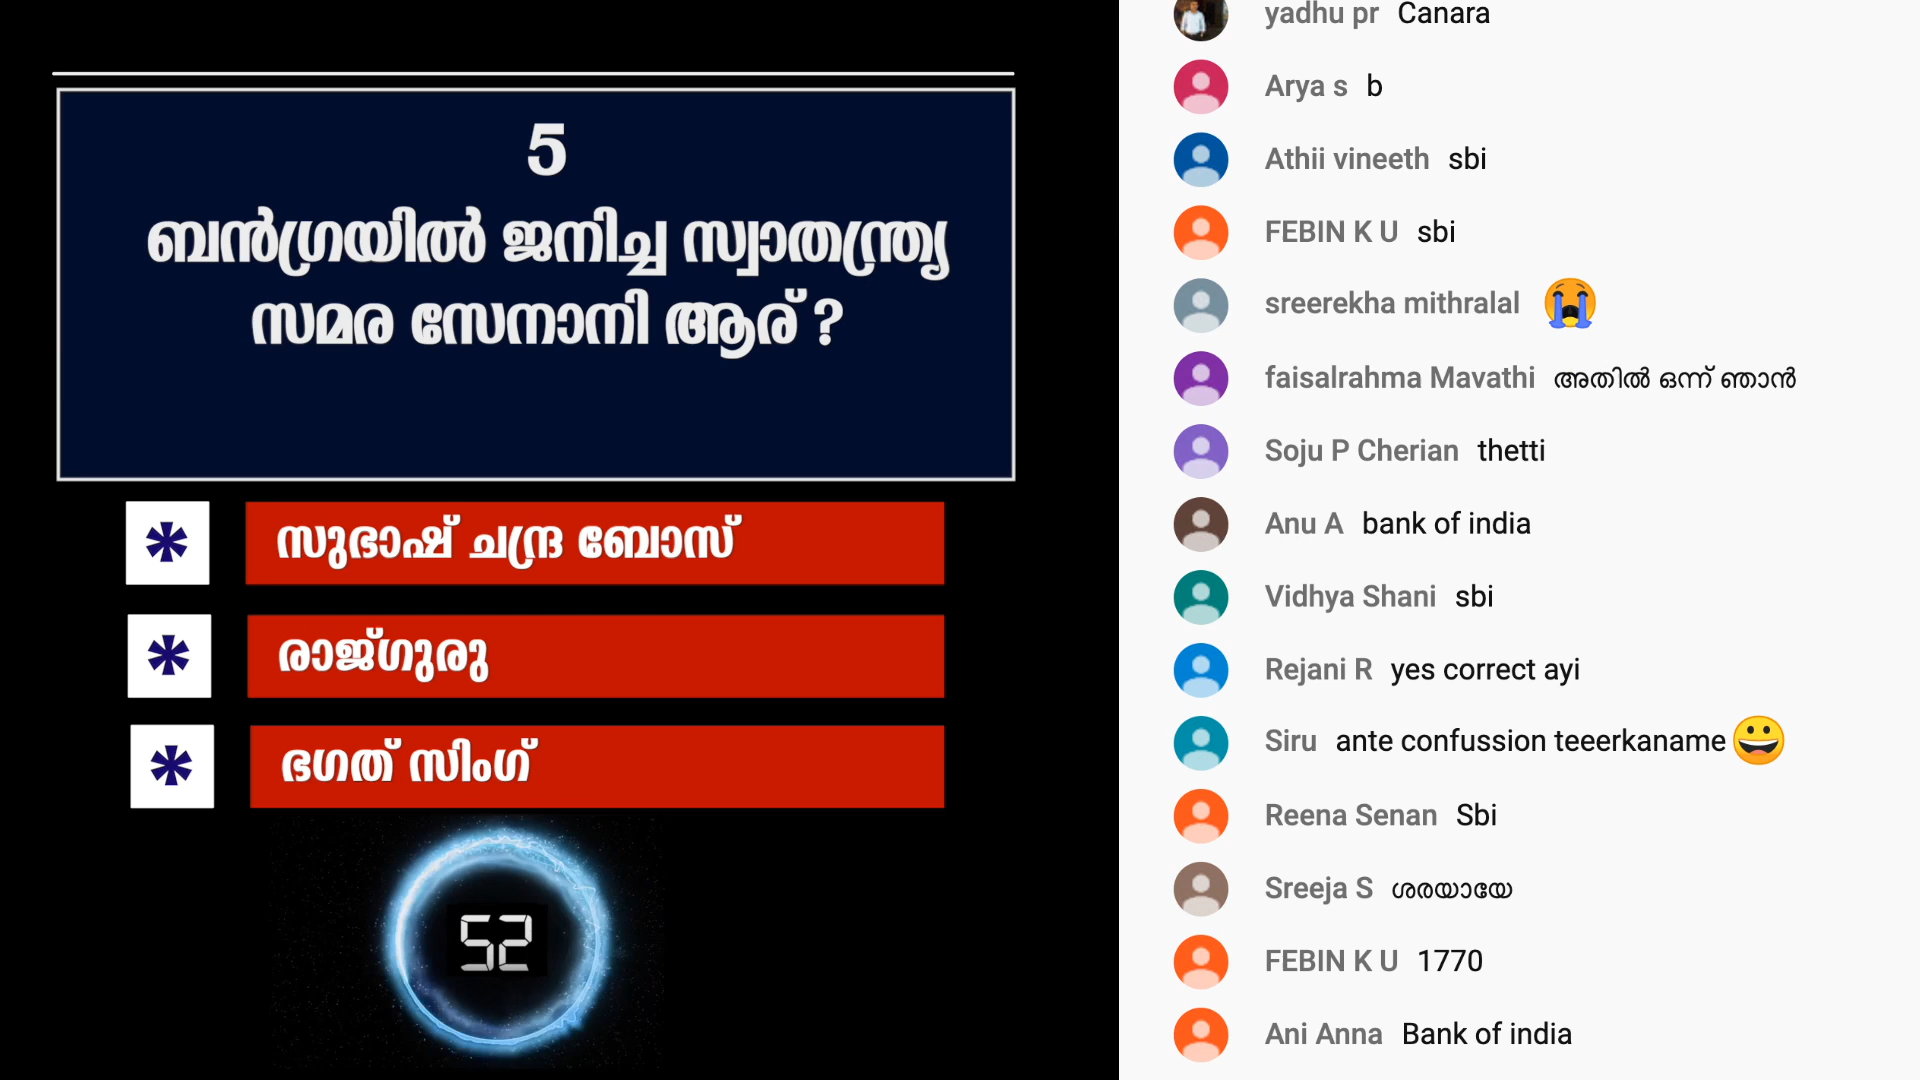 5
ബൻഗ്രയിൽ ജനിച്ച സ്വാതന്ത്ര്യ
സമര സേനാനി ആര് ?
* സുഭാഷ് ചന്ദ്ര ബോസ്
* രാജ്ഗുരു
* ഭഗത് സിംഗ്
52
yadhu pr Canara
Arya s b
Athii vineeth sbi
FEBIN K U sbi
sreerekha mithralal 😭
faisalrahma Mavathi അതിൽ ഒന്ന് ഞാൻ
Soju P Cherian thetti
Anu A bank of india
Vidhya Shani sbi
Rejani R yes correct ayi
Siru ante confussion teeerkaname😀
Reena Senan Sbi
Sreeja S ശരയായേ
FEBIN K U 1770
Ani Anna Bank of india